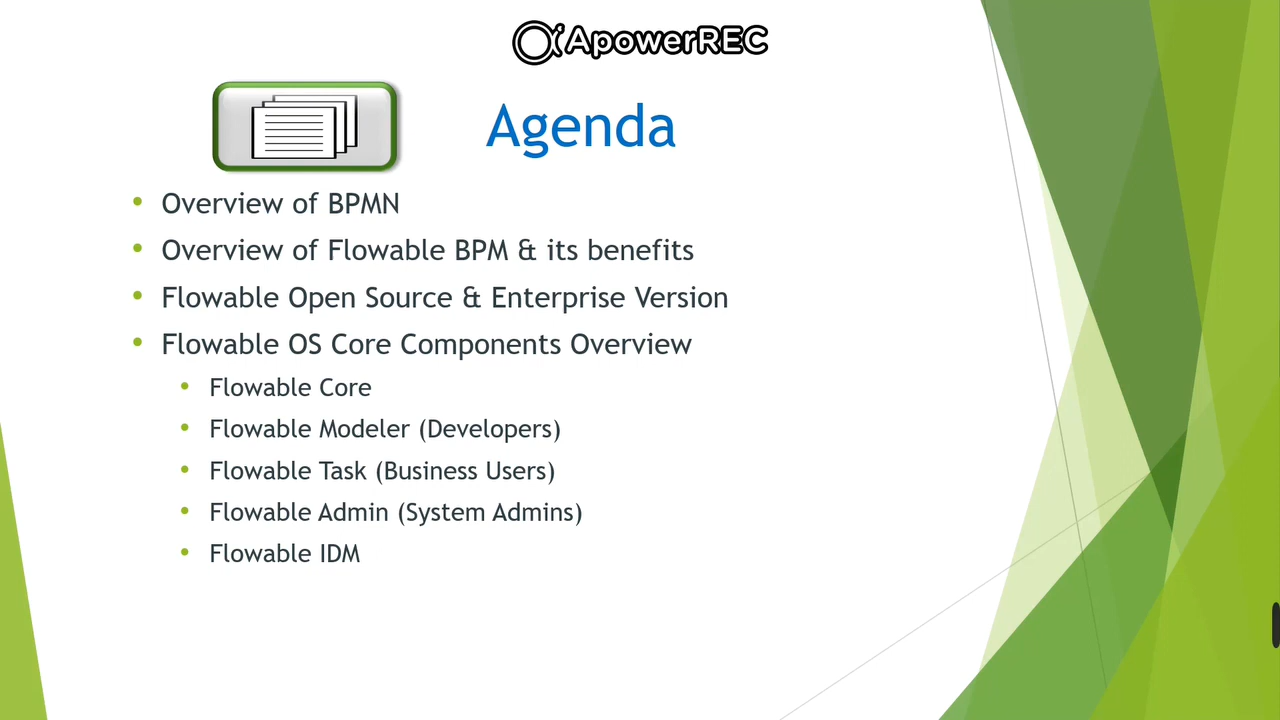 ApowerREC
Agenda
• Overview of BPMN
• Overview of Flowable BPM & its benefits
• Flowable Open Source & Enterprise Version
• Flowable OS Core Components Overview
• Flowable Core
• Flowable Modeler (Developers)
• Flowable Task (Business Users)
• Flowable Admin (System Admins)
• Flowable IDM